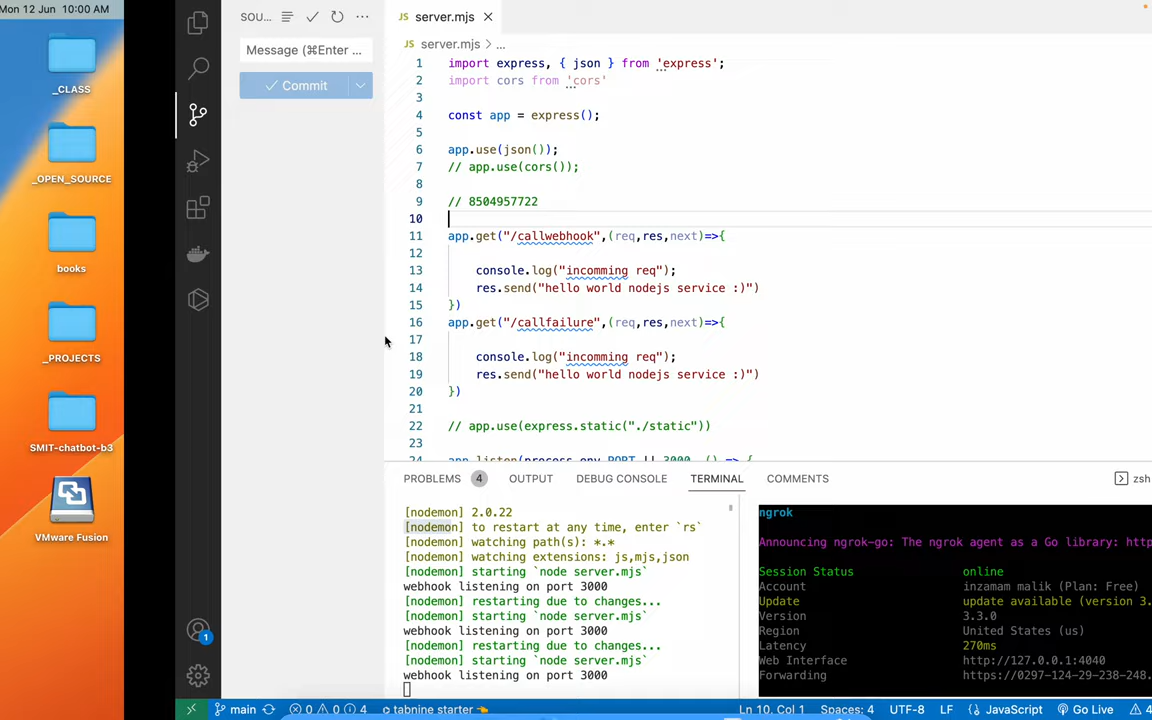 Mon 12 Jun  10:00 AM
_CLASS
_OPEN_SOURCE
books
_PROJECTS
SMIT-chatbot-b3
VMware Fusion
SOU...
Message (⌘Enter ...
Commit
1
JS server.mjs
JS server.mjs > ...
1 import express, { json } from 'express';
2 import cors from 'cors'
3
4 const app = express();
5
6 app.use(json());
7 // app.use(cors());
8
9 // 8504957722
10
11 app.get("/callwebhook",(req,res,next)=>{
12
13 console.log("incomming req");
14 res.send("hello world nodejs service :)")
15 })
16 app.get("/callfailure",(req,res,next)=>{
17
18 console.log("incomming req");
19 res.send("hello world nodejs service :)")
20 })
21
22 // app.use(express.static("./static"))
23
24 app.listen(process.env.PORT || 3000, () => {
PROBLEMS 4 OUTPUT DEBUG CONSOLE TERMINAL COMMENTS zsh
[nodemon] 2.0.22
[nodemon] to restart at any time, enter `rs`
[nodemon] watching path(s): *.*
[nodemon] watching extensions: js,mjs,json
[nodemon] starting `node server.mjs`
webhook listening on port 3000
[nodemon] restarting due to changes...
[nodemon] starting `node server.mjs`
webhook listening on port 3000
[nodemon] restarting due to changes...
[nodemon] starting `node server.mjs`
webhook listening on port 3000
ngrok
Announcing ngrok-go: The ngrok agent as a Go library: http
Session Status online
Account inzamam malik (Plan: Free)
Update update available (version 3.
Version 3.3.0
Region United States (us)
Latency 270ms
Web Interface http://127.0.0.1:4040
Forwarding https://0297-124-29-238-248.
main 0 0 4 tabnine starter Ln 10, Col 1 Spaces: 4 UTF-8 LF {} JavaScript Go Live 4